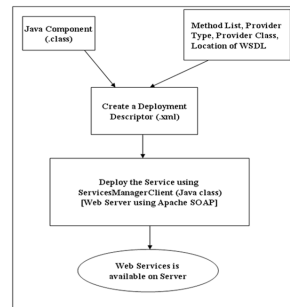 Java Component
(.class)
Method List, Provider
Type, Provider Class,
Location of WSDL
Create a Deployment
Descriptor (.xml)
Deploy the Service using
ServicesManagerClient (Java class)
[Web Server using Apache SOAP]
Web Services is
available on Server